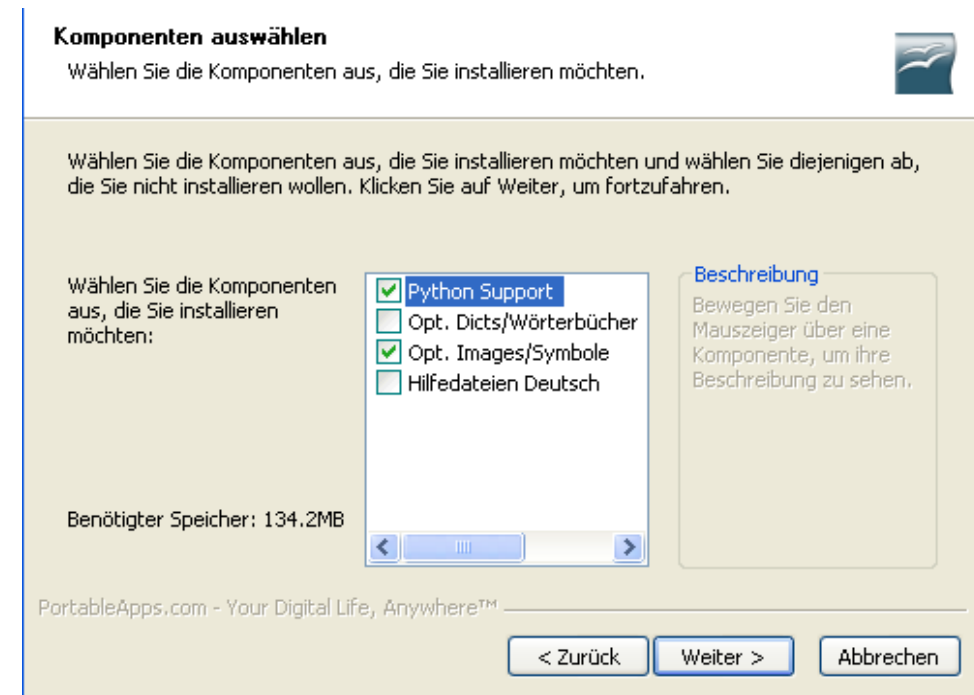 Komponenten auswählen
Wählen Sie die Komponenten aus, die Sie installieren möchten.
Wählen Sie die Komponenten aus, die Sie installieren möchten und wählen Sie diejenigen ab,
die Sie nicht installieren wollen. Klicken Sie auf Weiter, um fortzufahren.
Wählen Sie die Komponenten
aus, die Sie installieren
möchten:
Python Support
Opt. Dicts/Wörterbücher
Opt. Images/Symbole
Hilfedateien Deutsch
Beschreibung
Bewegen Sie den
Mauszeiger über eine
Komponente, um ihre
Beschreibung zu sehen.
Benötigter Speicher: 134.2MB
PortableApps.com - Your Digital Life, Anywhere™
< Zurück
Weiter >
Abbrechen